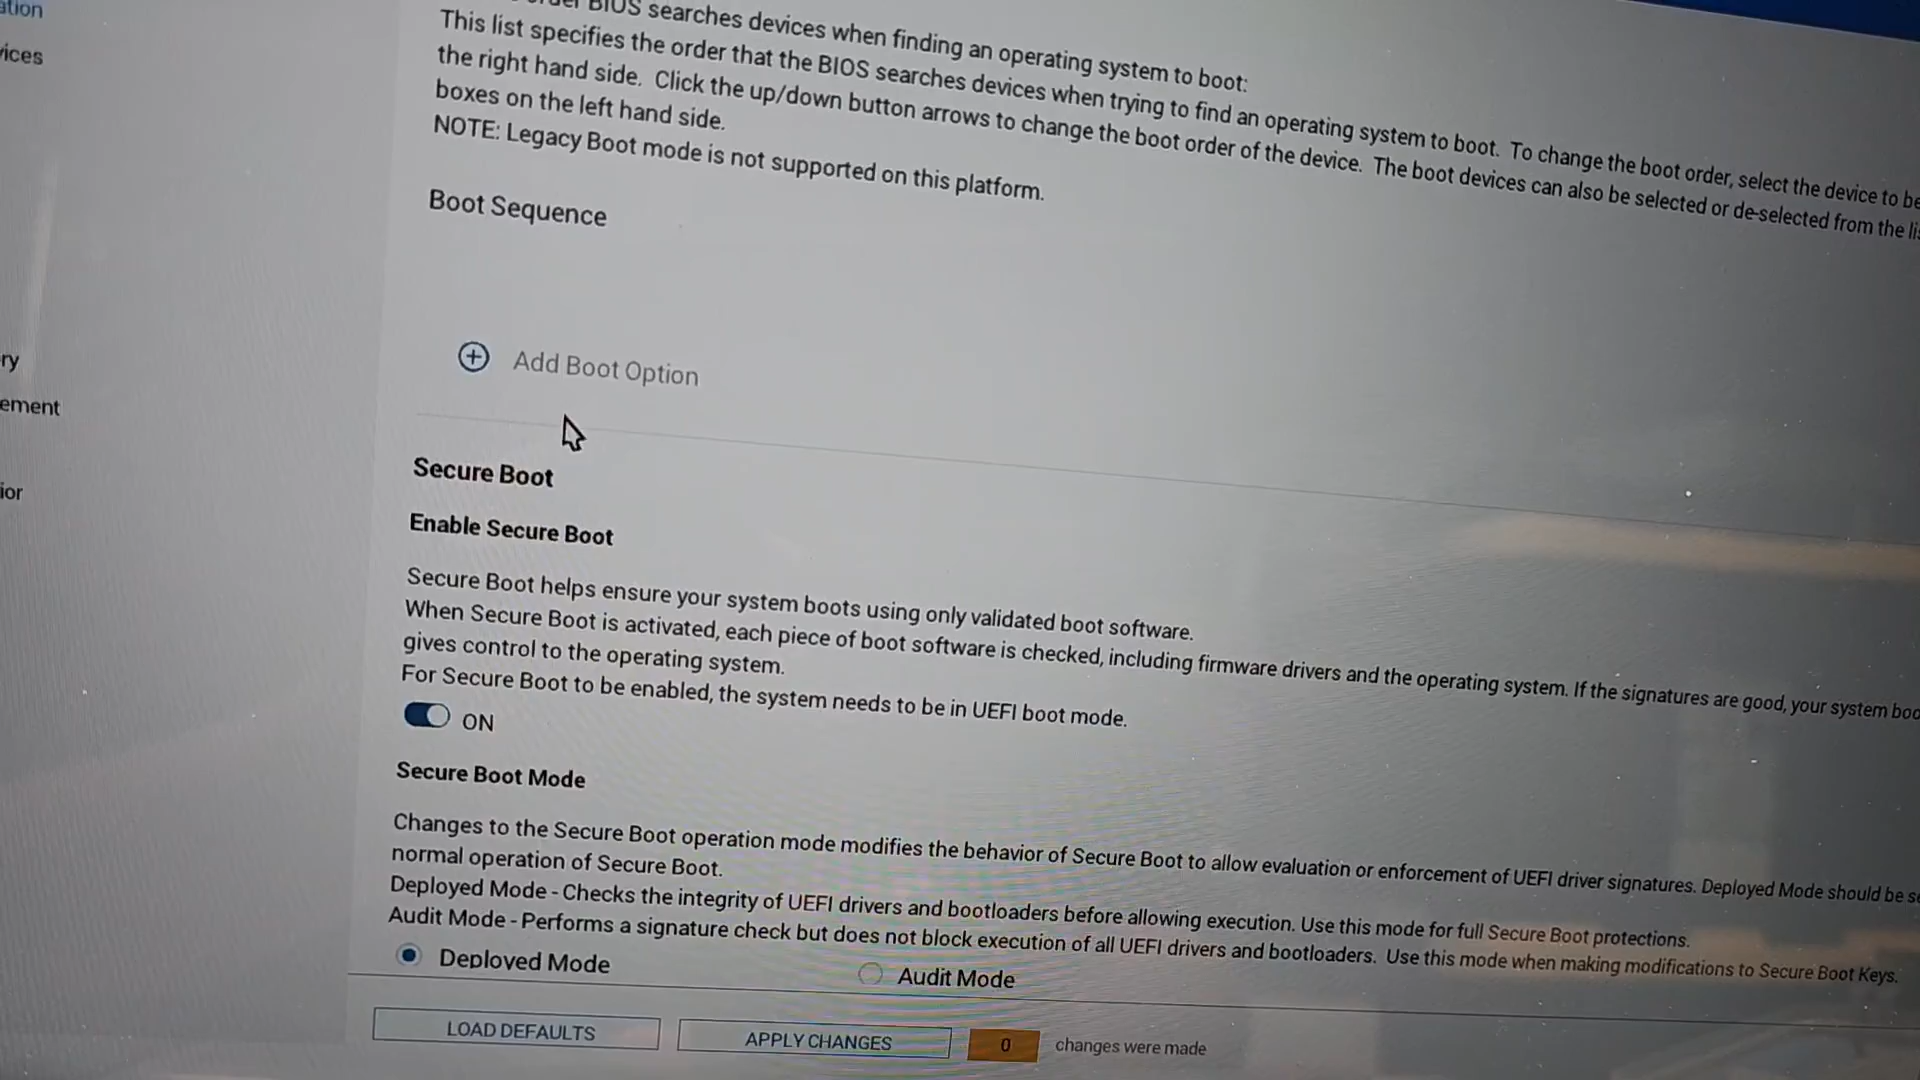 BIOS searches devices when finding an operating system to boot:
This list specifies the order that the BIOS searches devices when trying to find an operating system to boot. To change the boot order, select the device to be
the right hand side. Click the up/down button arrows to change the boot order of the device. The boot devices can also be selected or de-selected from the
boxes on the left hand side.
NOTE: Legacy Boot mode is not supported on this platform.
Boot Sequence
Add Boot Option
Secure Boot
Enable Secure Boot
Secure Boot helps ensure your system boots using only validated boot software.
When Secure Boot is activated, each piece of boot software is checked, including firmware drivers and the operating system. If the signatures are good, your system
gives control to the operating system.
For Secure Boot to be enabled, the system needs to be in UEFI boot mode.
ON
Secure Boot Mode
Changes to the Secure Boot operation mode modifies the behavior of Secure Boot to allow evaluation or enforcement of UEFI driver signatures. Deployed Mode should be
normal operation of Secure Boot.
Deployed Mode - Checks the integrity of UEFI drivers and bootloaders before allowing execution. Use this mode for full Secure Boot protections.
Audit Mode - Performs a signature check but does not block execution of all UEFI drivers and bootloaders. Use this mode when making modifications to Secure Boot Keys.
Deployed Mode
Audit Mode
LOAD DEFAULTS
APPLY CHANGES
0
changes were made